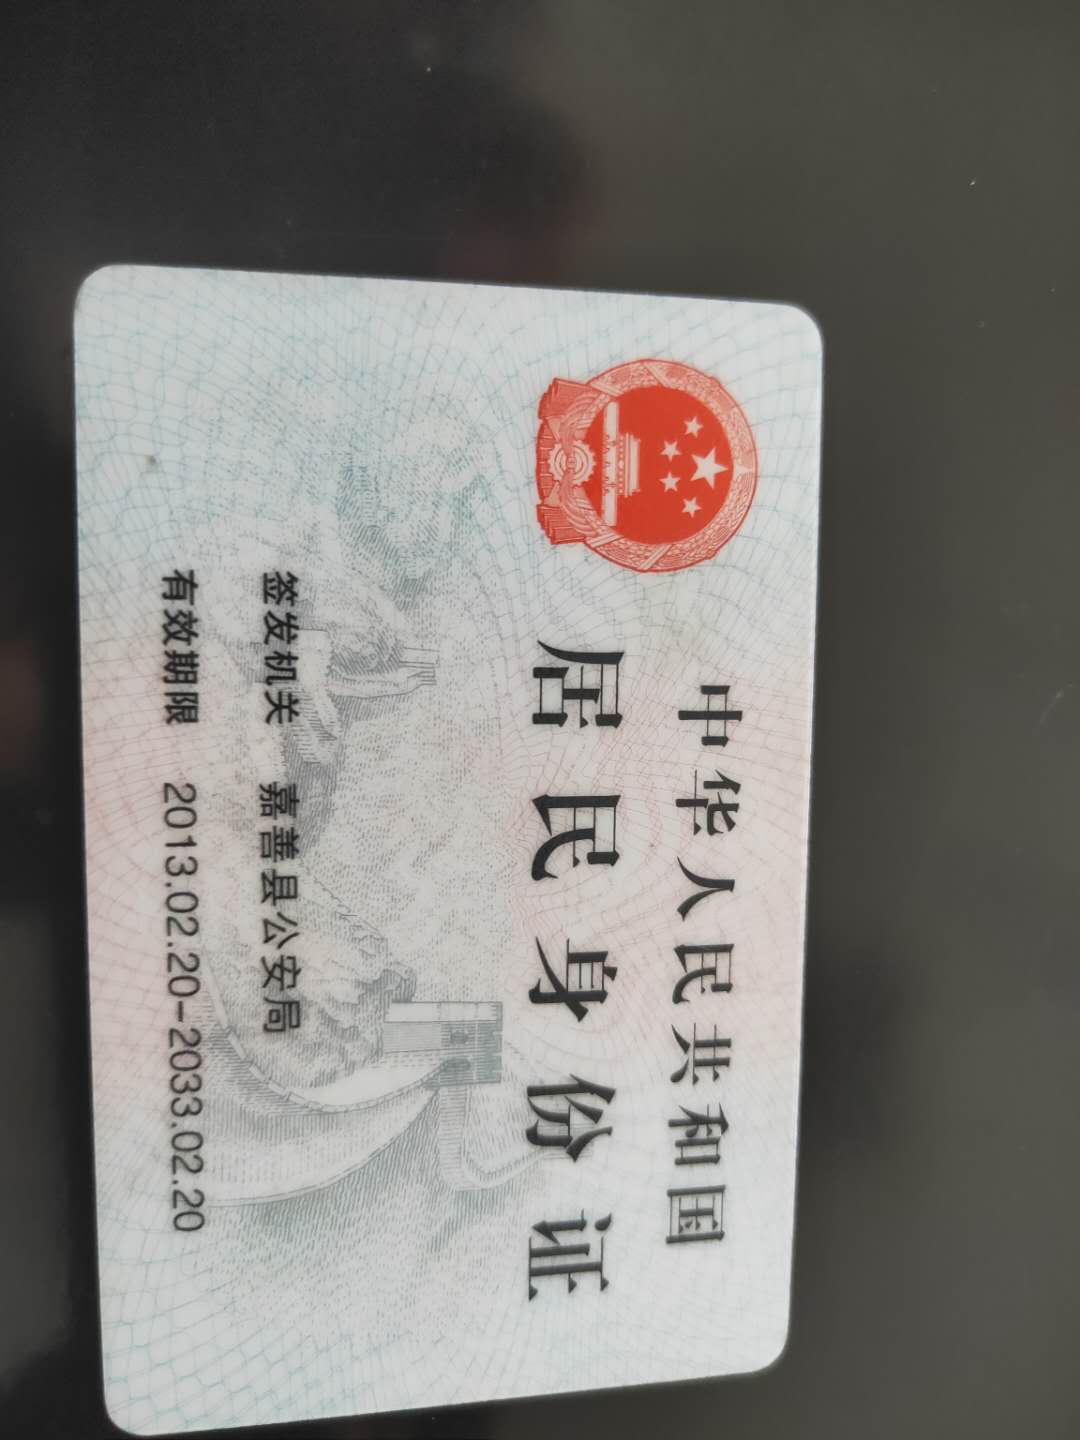 中华人民共和国
居民身份证
签发机关 嘉善县公安局
有效期限 2013.02.20-2033.02.20